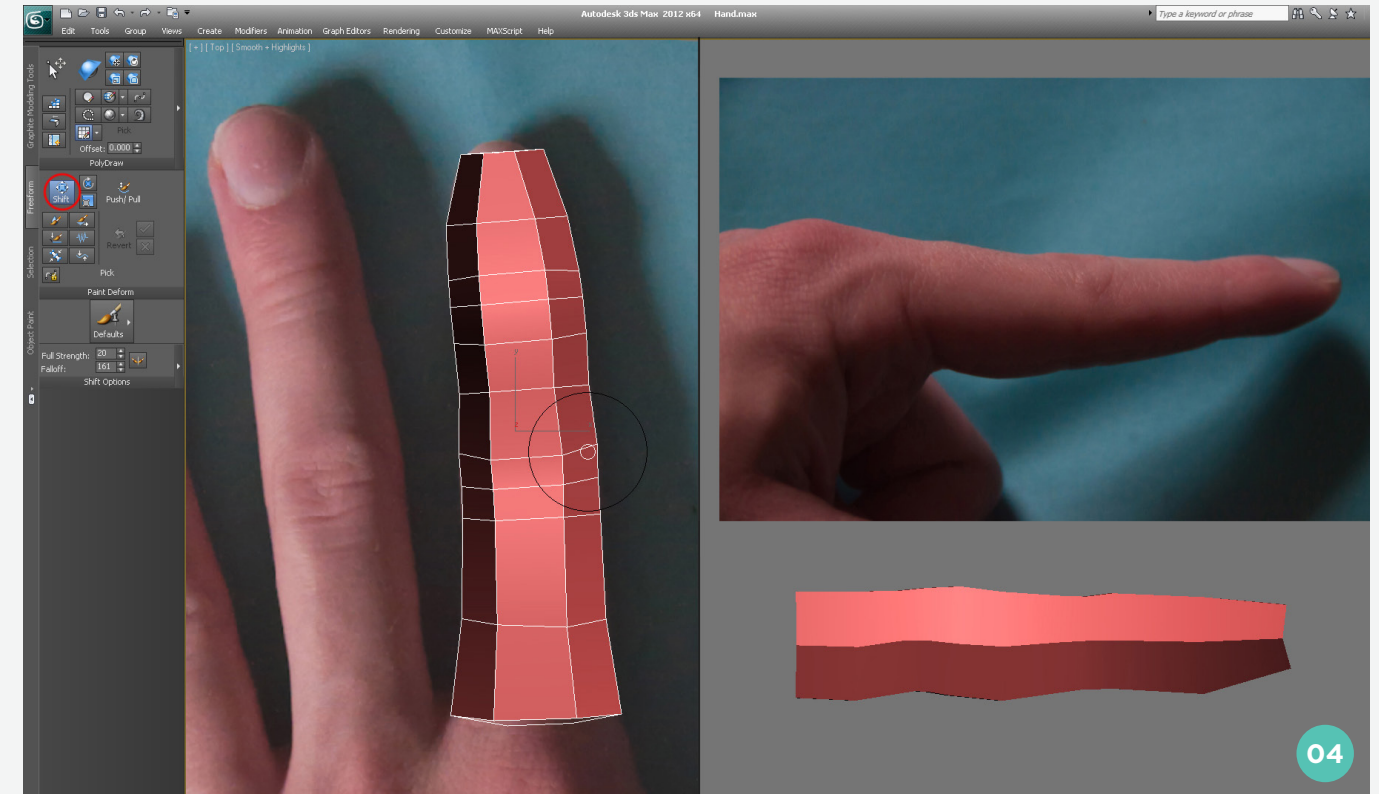 Autodesk 3ds Max 2012 x64 Hand.max
Type a keyword or phrase
Edit Tools Group Views Create Modifiers Animation Graph Editors Rendering Customize MAXScript Help
[ + ] [ Top ] [ Smooth + Highlights ]
Graphite Modeling Tools
Pick
Offset: 0.000
PolyDraw
Freeform
Shift
Push/ Pull
Revert
Selection
Pick
Paint Deform
Object Paint
Defaults
Full Strength: 20
Falloff: 161
Shift Options
04